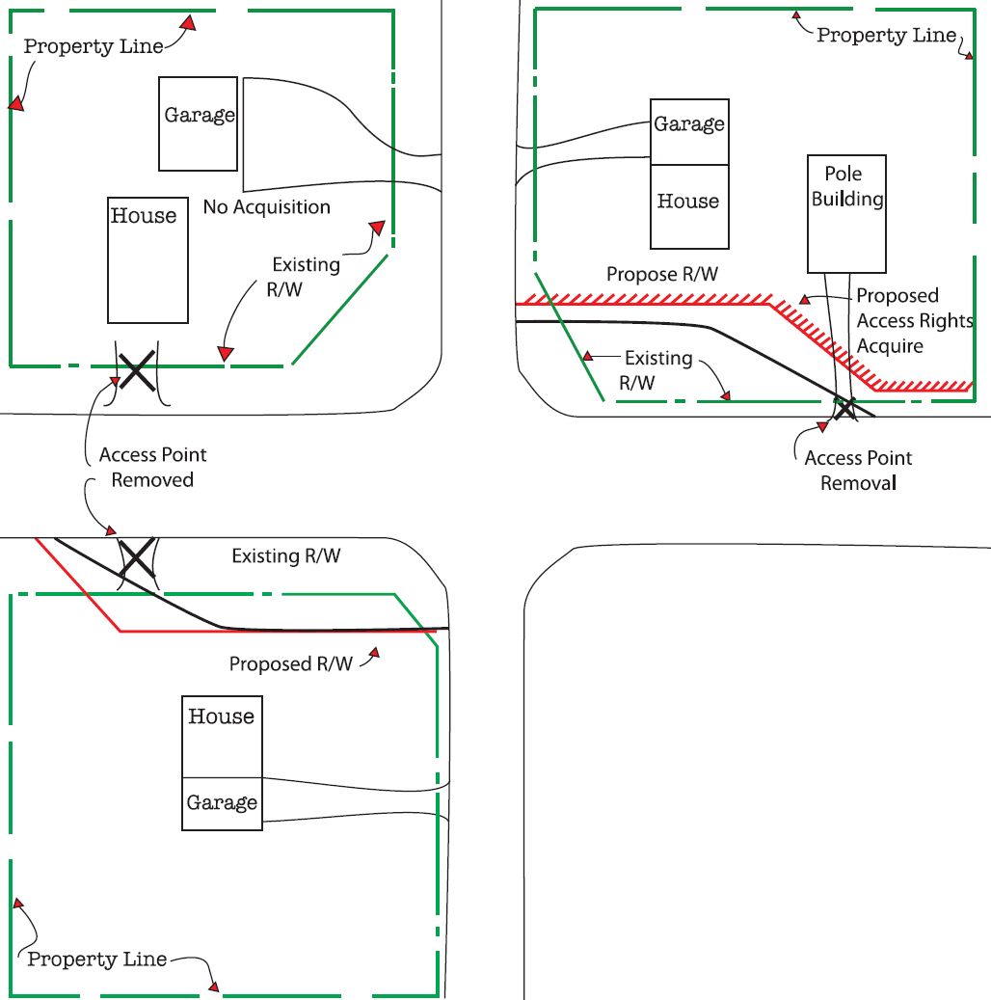 Property Line
Garage
House
No Acquisition
Existing
R/W
Access Point
Removed
Property Line
Garage
House
Pole
Building
Propose R/W
Proposed
Access Rights
Acquire
Existing
R/W
Access Point
Removal
Existing R/W
Proposed R/W
House
Garage
Property Line